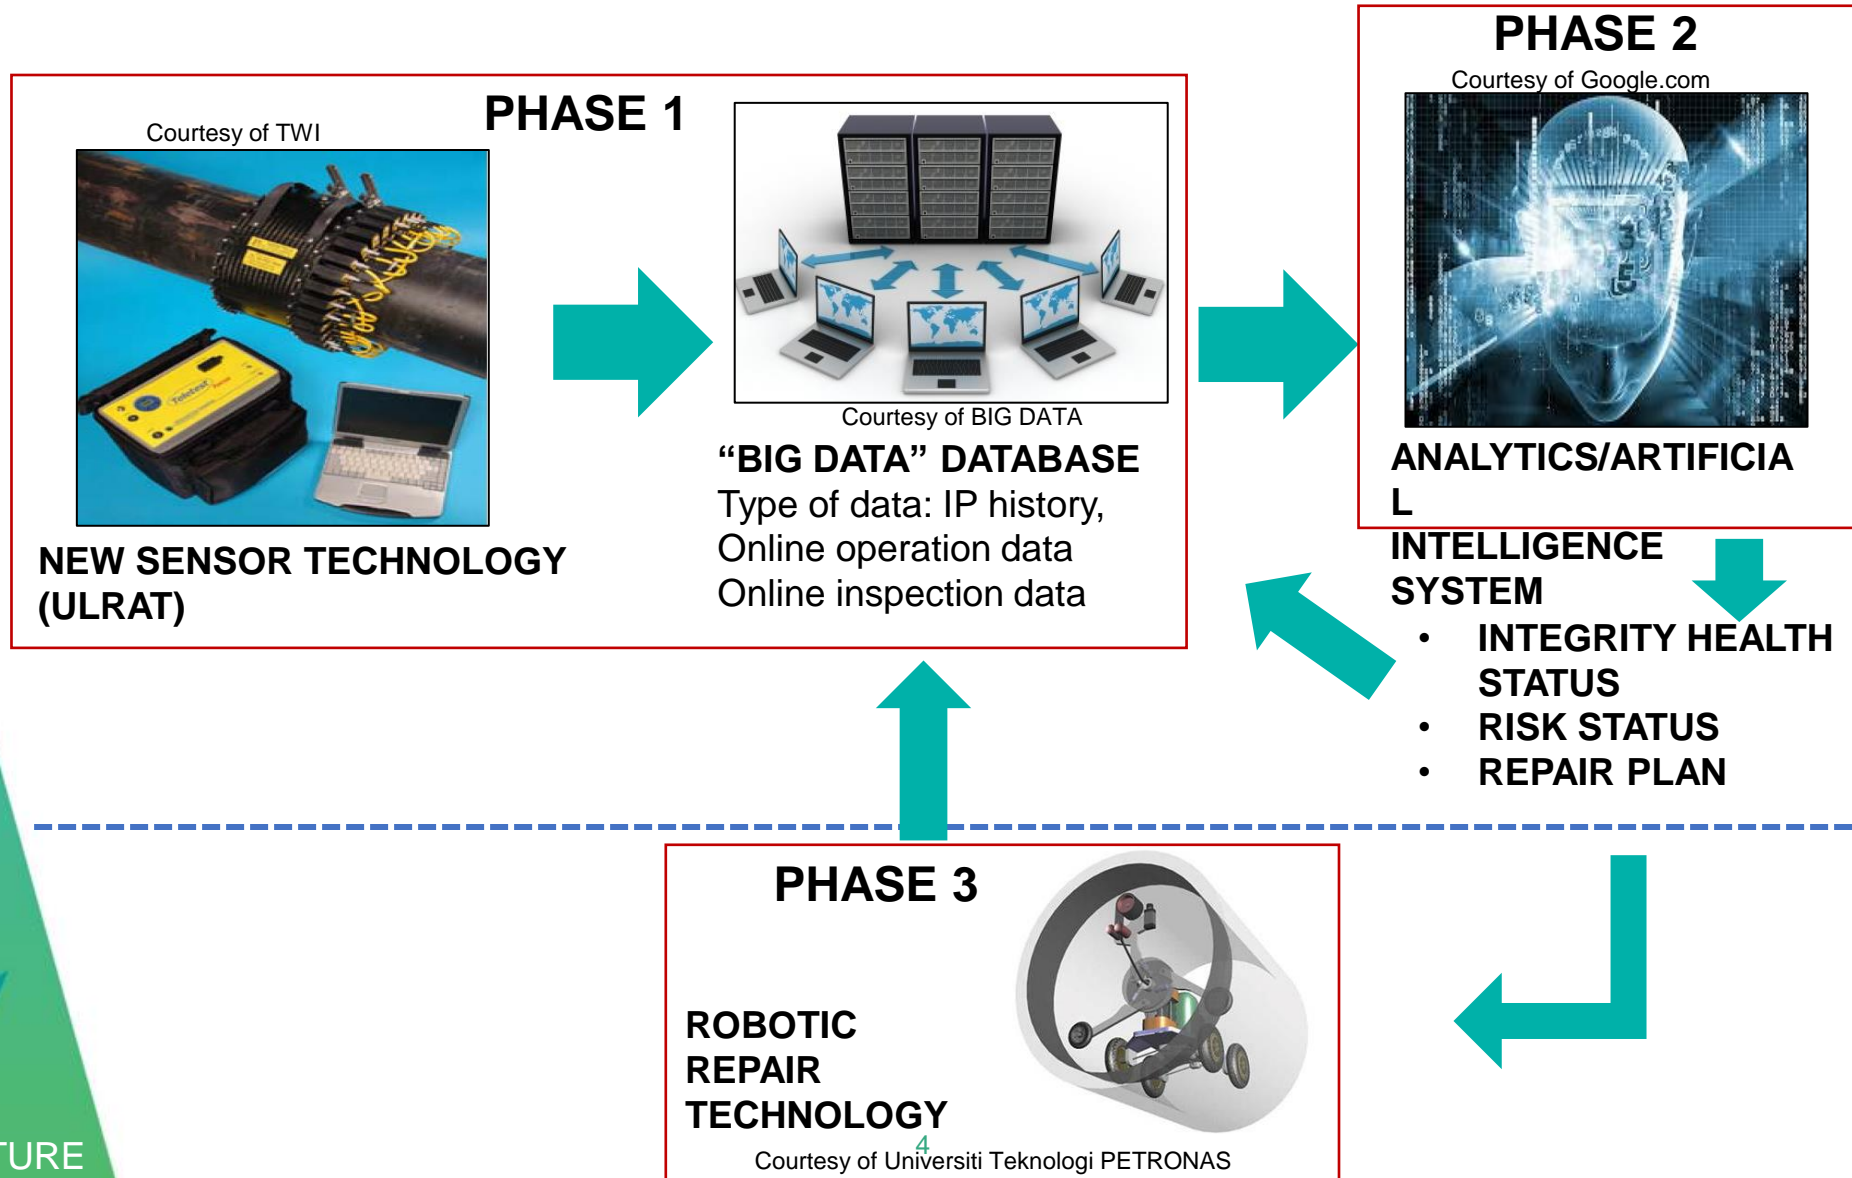 PHASE 1
Courtesy of TWI
Teletest
NEW SENSOR TECHNOLOGY
(ULRAT)
Courtesy of BIG DATA
“BIG DATA” DATABASE
Type of data: IP history,
Online operation data
Online inspection data
PHASE 2
Courtesy of Google.com
ANALYTICS/ARTIFICIA
L
INTELLIGENCE
SYSTEM
• INTEGRITY HEALTH
STATUS
• RISK STATUS
• REPAIR PLAN
PHASE 3
ROBOTIC
REPAIR
TECHNOLOGY
4
Courtesy of Universiti Teknologi PETRONAS
TURE